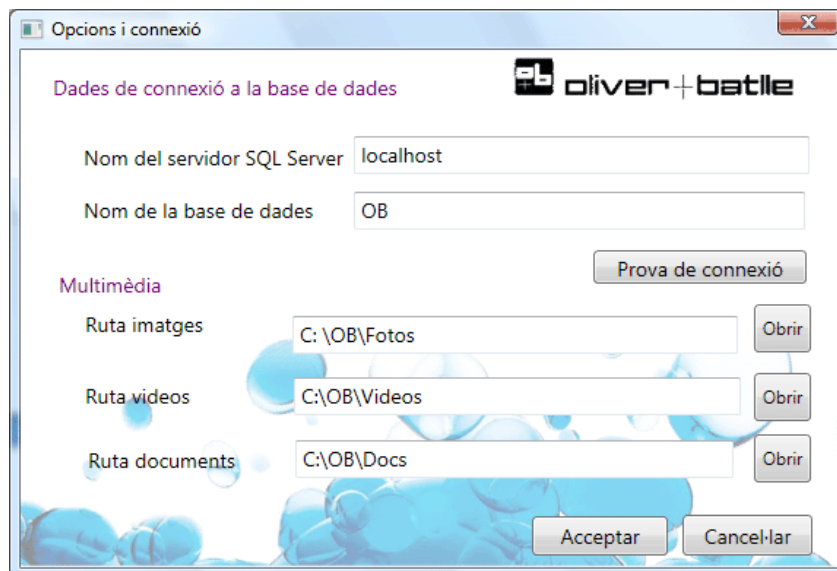 Opcions i connexió
Dades de connexió a la base de dades
ob oliver+batlle
Nom del servidor SQL Server localhost
Nom de la base de dades OB
Prova de connexió
Multimèdia
Ruta imatges C: \OB\Fotos Obrir
Ruta videos C:\OB\Videos Obrir
Ruta documents C:\OB\Docs Obrir
Acceptar Cancel·lar